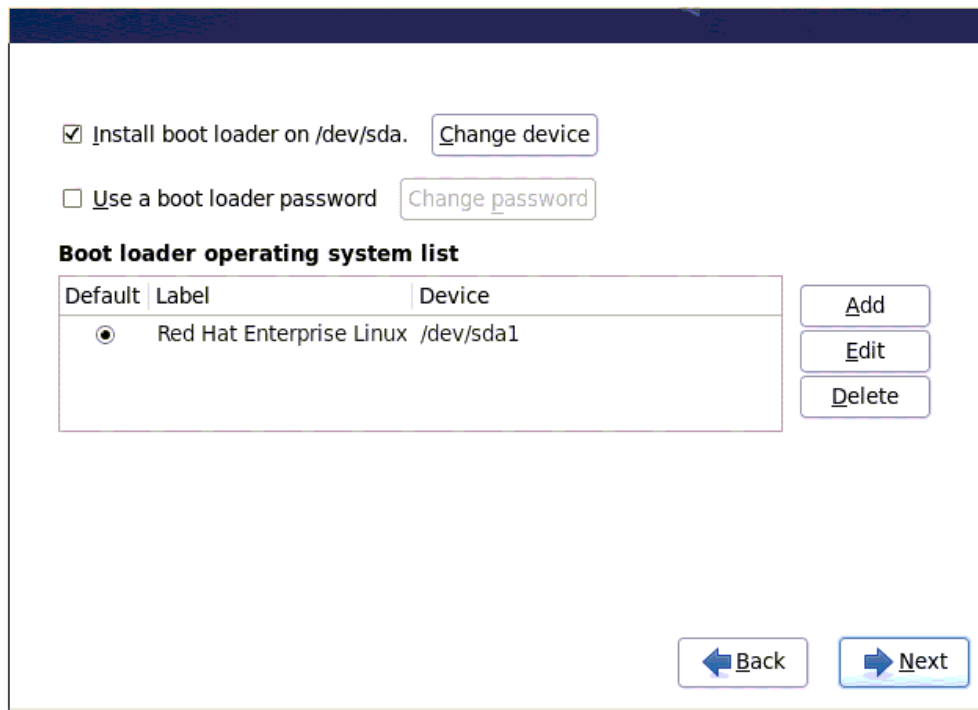 Install boot loader on /dev/sda. Change device
Use a boot loader password Change password
Boot loader operating system list
Default Label Device
Red Hat Enterprise Linux /dev/sda1
Add
Edit
Delete
Back Next